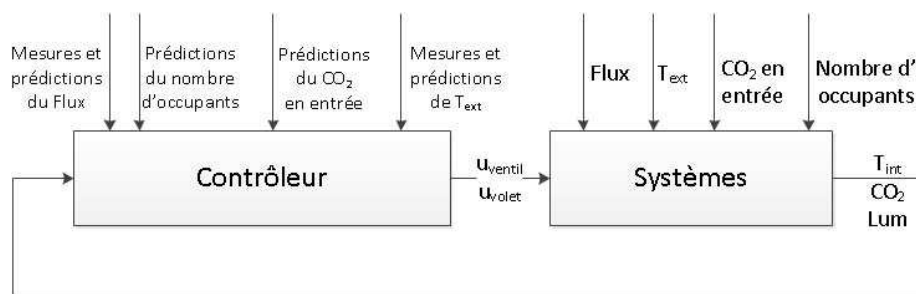 Mesures et
prédictions
du Flux
Prédictions
du nombre
d'occupants
Prédictions
du CO₂
en entrée
Mesures et
prédictions
de Text
Flux
Text
CO₂ en
entrée
Nombre d'
occupants
Contrôleur
uventil
uvolet
Systèmes
Tint
CO₂
Lum